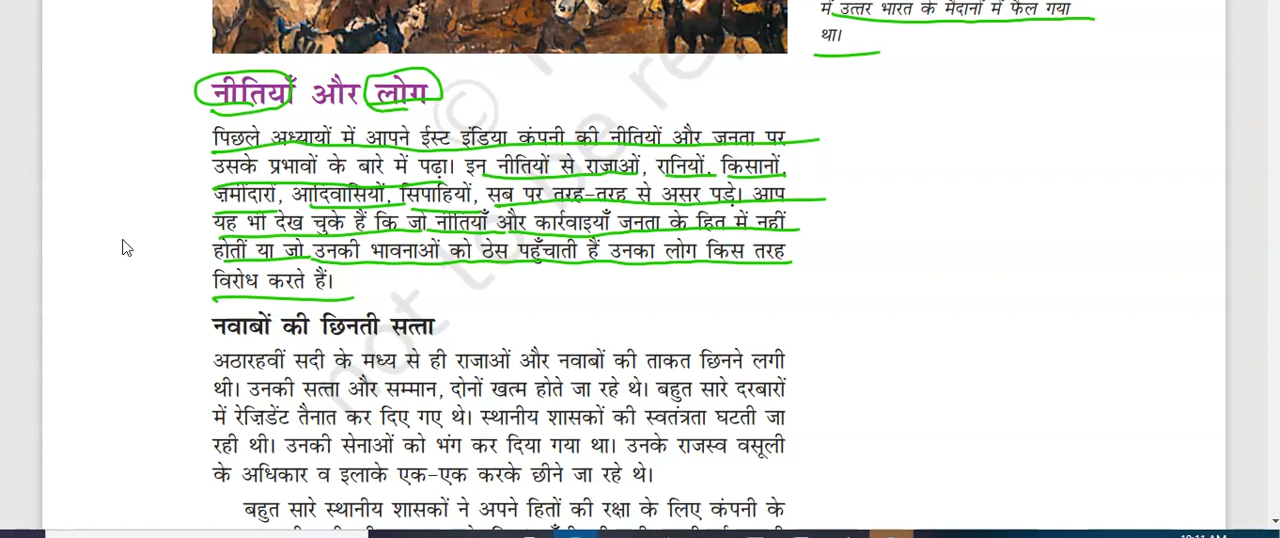 में उत्तर भारत के मैदानों में फैल गया
था।
नीतियाँ और लोग
पिछले अध्यायों में आपने ईस्ट इंडिया कंपनी की नीतियों और जनता पर
उसके प्रभावों के बारे में पढ़ा। इन नीतियों से राजाओं, रानियों, किसानों,
ज़मींदारों, आदिवासियों, सिपाहियों, सब पर तरह-तरह से असर पड़े। आप
यह भी देख चुके हैं कि जो नीतियाँ और कार्रवाइयाँ जनता के हित में नहीं
होतीं या जो उनकी भावनाओं को ठेस पहुँचाती हैं उनका लोग किस तरह
विरोध करते हैं।
नवाबों की छिनती सत्ता
अठारहवीं सदी के मध्य से ही राजाओं और नवाबों की ताकत छिनने लगी
थी। उनकी सत्ता और सम्मान, दोनों खत्म होते जा रहे थे। बहुत सारे दरबारों
में रेज़िडेंट तैनात कर दिए गए थे। स्थानीय शासकों की स्वतंत्रता घटती जा
रही थी। उनकी सेनाओं को भंग कर दिया गया था। उनके राजस्व वसूली
के अधिकार व इलाके एक-एक करके छीने जा रहे थे।
बहुत सारे स्थानीय शासकों ने अपने हितों की रक्षा के लिए कंपनी के
not to be re